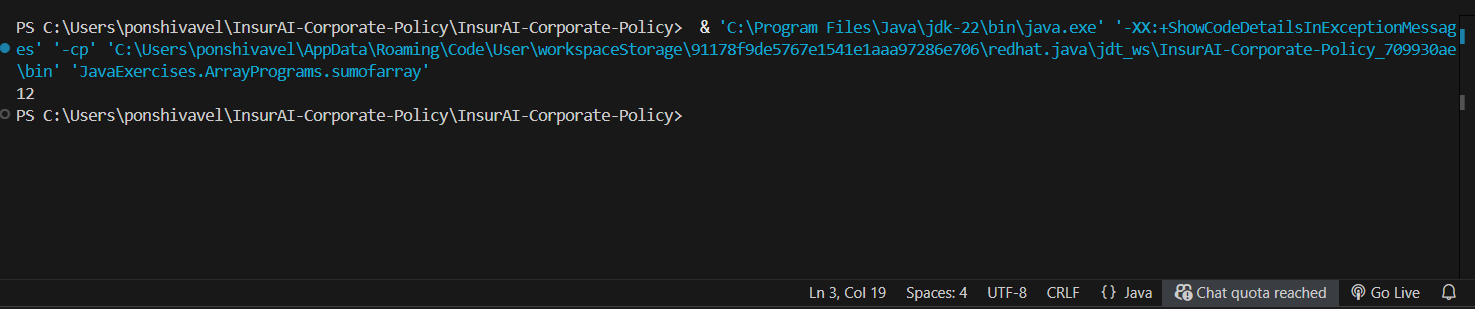 PS C:\Users\ponshivavel\InsurAI-Corporate-Policy\InsurAI-Corporate-Policy>  & 'C:\Program Files\Java\jdk-22\bin\java.exe' '-XX:+ShowCodeDetailsInExceptionMessag
es' '-cp' 'C:\Users\ponshivavel\AppData\Roaming\Code\User\workspaceStorage\91178f9de5767e1541e1aaa97286e706\redhat.java\jdt_ws\InsurAI-Corporate-Policy_709930ae
\bin' 'JavaExercises.ArrayPrograms.sumofarray'
12
PS C:\Users\ponshivavel\InsurAI-Corporate-Policy\InsurAI-Corporate-Policy>
Ln 3, Col 19 Spaces: 4 UTF-8 CRLF {} Java Chat quota reached Go Live